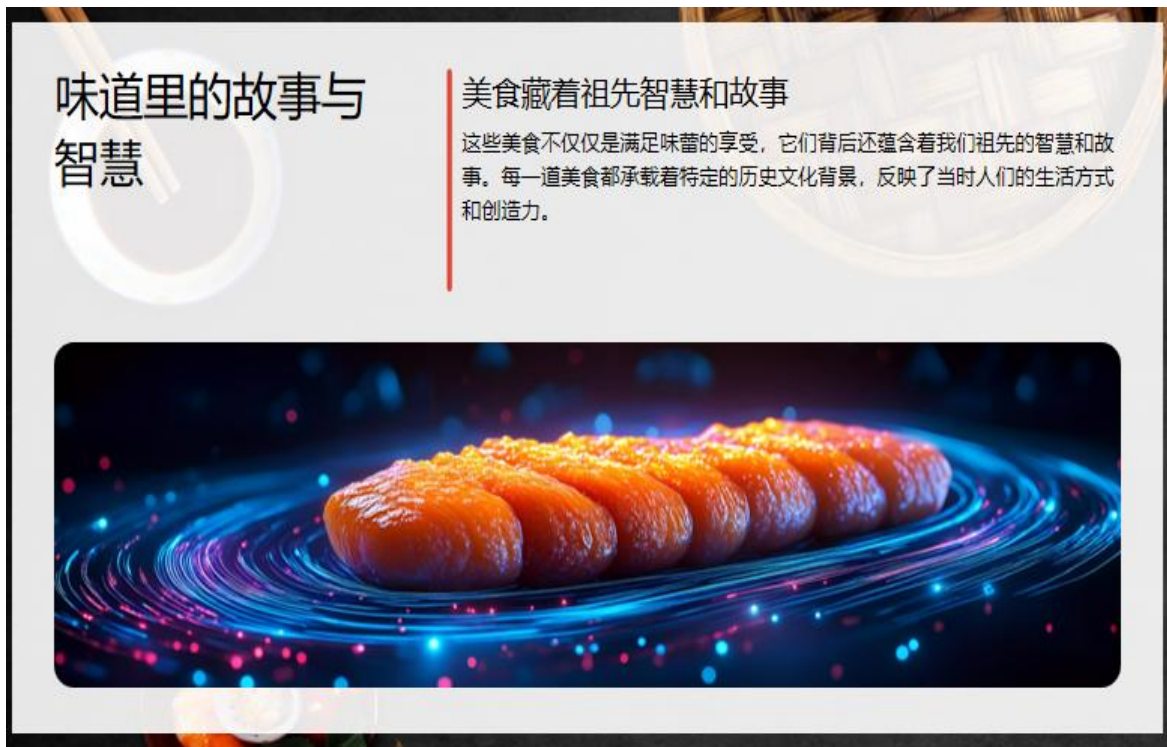 味道里的故事与
智慧
美食藏着祖先智慧和故事
这些美食不仅仅是满足味蕾的享受，它们背后还蕴含着我们祖先的智慧和故
事。每一道美食都承载着特定的历史文化背景，反映了当时人们的生活方式
和创造力。